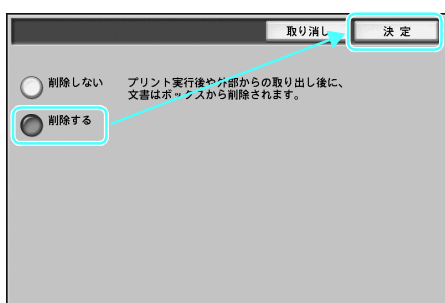 取り消し 決定
削除しない プリント実行後や外部からの取り出し後に、
文書はボックスから削除されます。
削除する